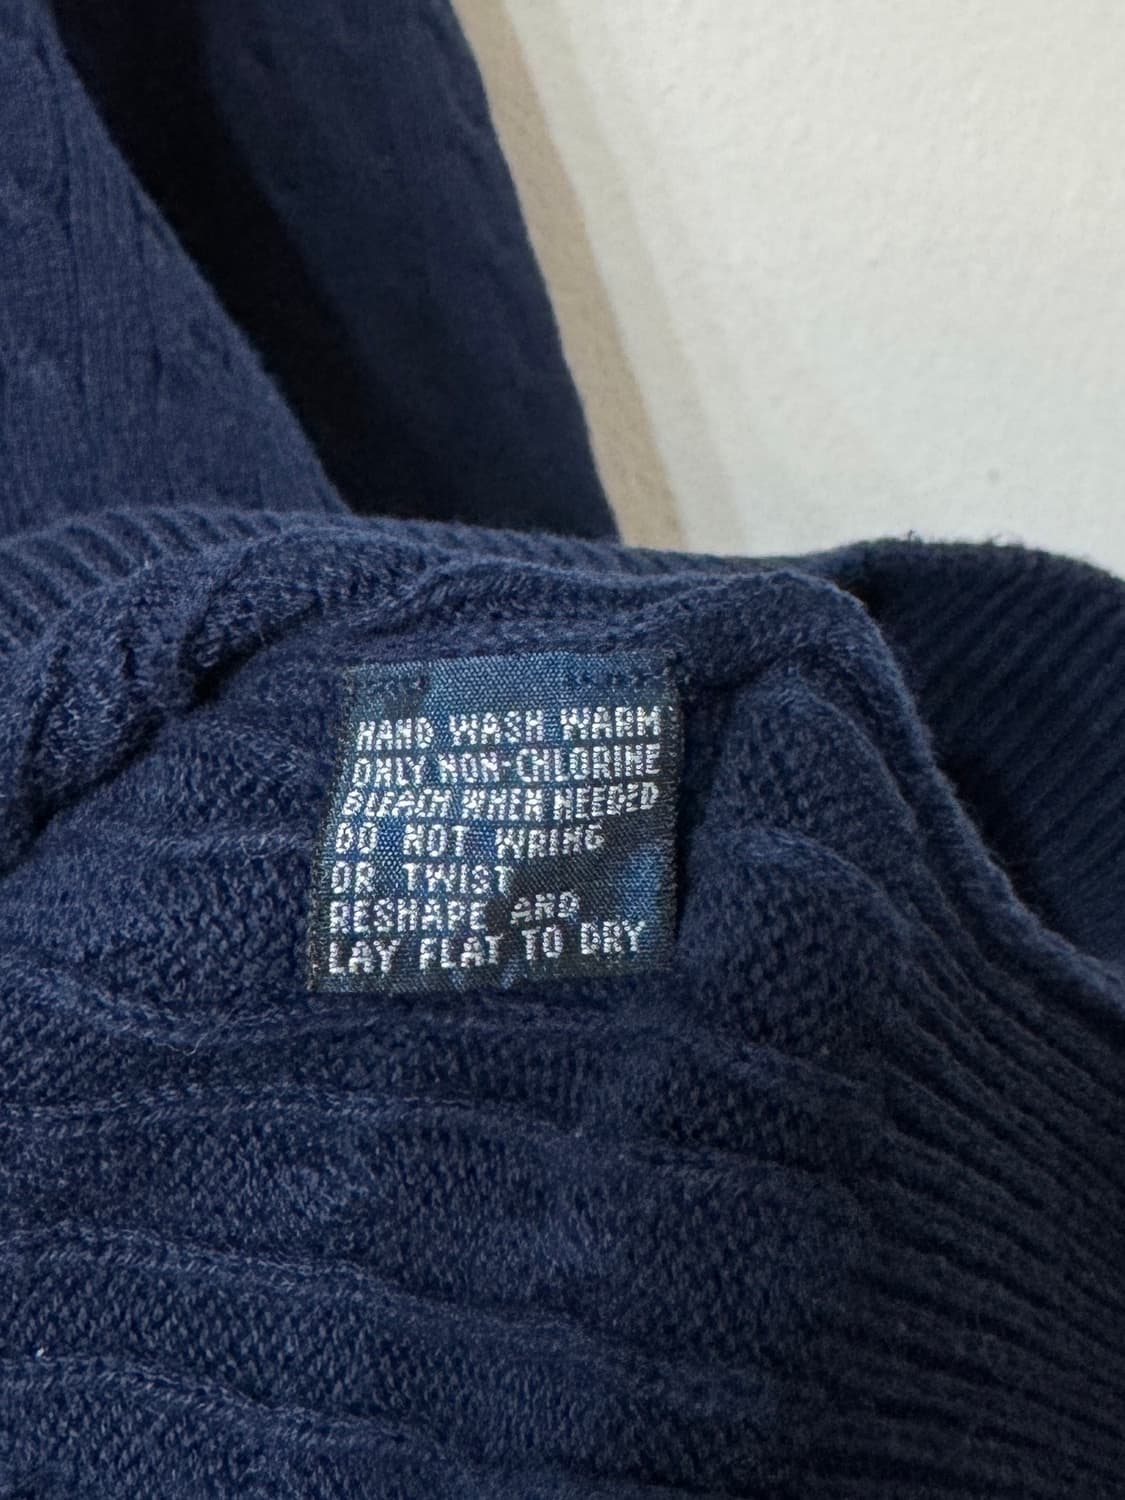 HAND WASH WARM
ONLY NON-CHLORINE
BLEACH WHEN NEEDED
DO NOT WRING
OR TWIST
RESHAPE AND
LAY FLAT TO DRY